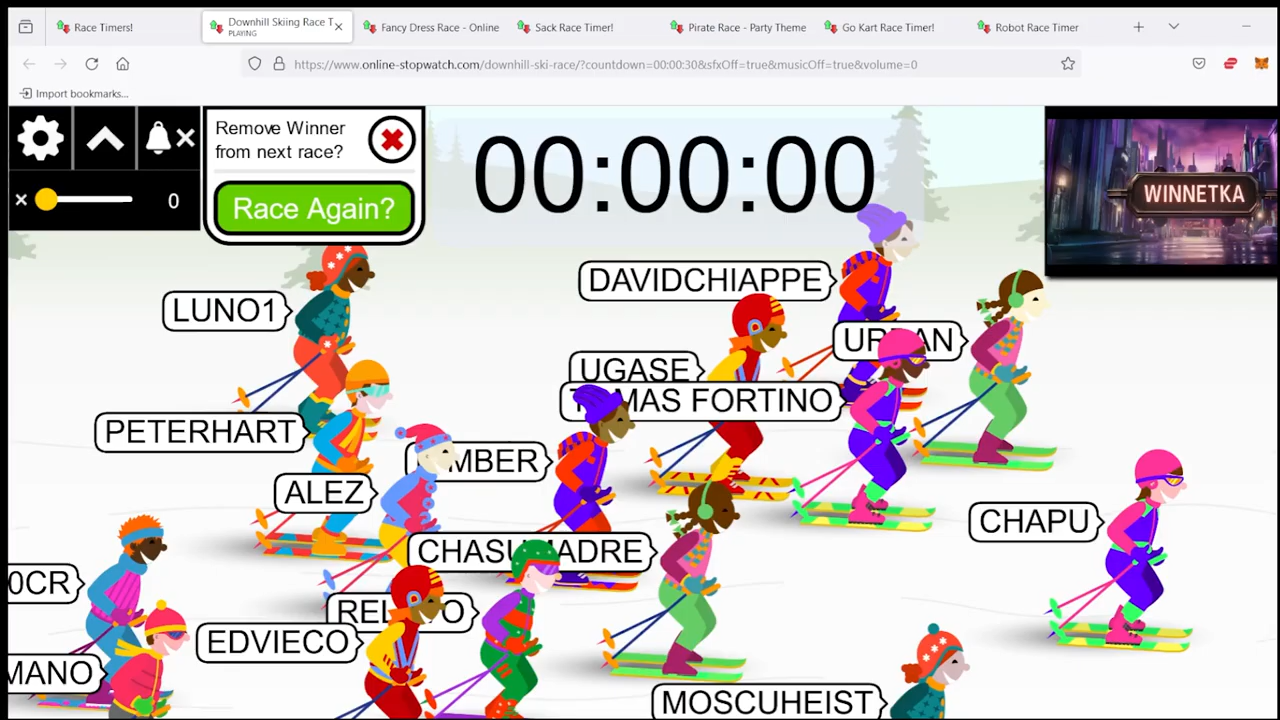 Race Timers!
Downhill Skiing Race T
PLAYING
Fancy Dress Race - Online
Sack Race Timer!
Pirate Race - Party Theme
Go Kart Race Timer!
Robot Race Timer
https://www.online-stopwatch.com/downhill-ski-race/?countdown=00:00:30&sfxOff=true&musicOff=true&volume=0
Import bookmarks...
Remove Winner
from next race?
Race Again?
0
00:00:00
WINNETKA
LUNO1
DAVIDCHIAPPE
UGASE
FORTINO
PETERHART
ALEZ
CHAPU
0CR
EDVIECO
MANO
MOSCUHEIST